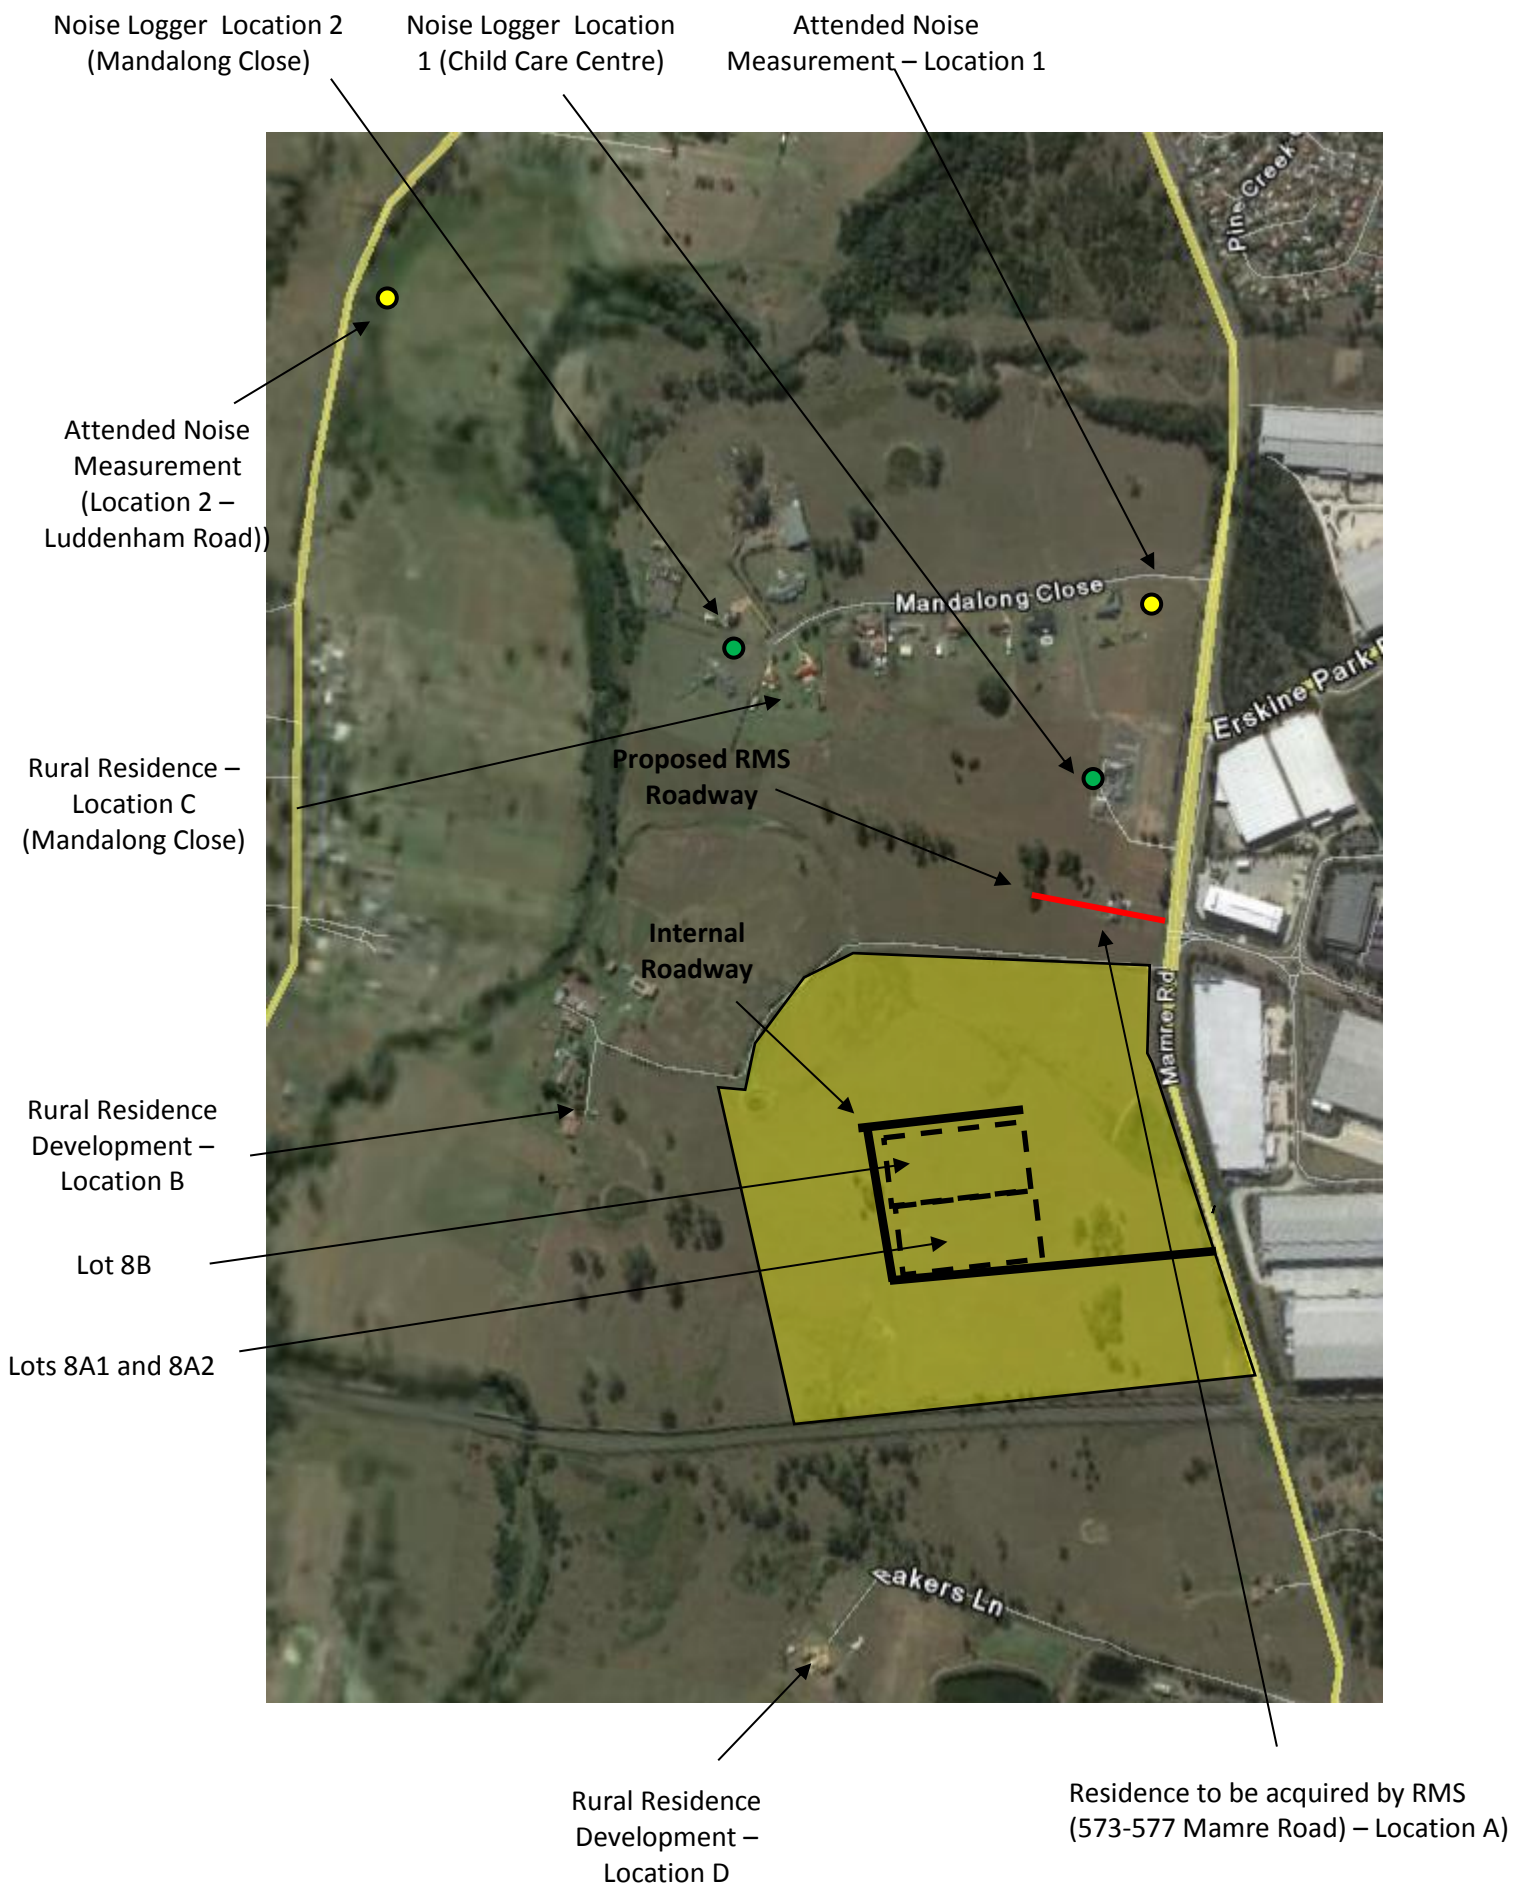 Noise Logger Location 2
(Mandalong Close)
Noise Logger Location
1 (Child Care Centre)
Attended Noise
Measurement – Location 1
Pine Creek
Attended Noise
Measurement
(Location 2 –
Luddenham Road))
Mandalong Close
Erskine Park
Rural Residence –
Location C
(Mandalong Close)
Proposed RMS
Roadway
Internal
Roadway
Mamre Rd
Rural Residence
Development –
Location B
Lot 8B
Lots 8A1 and 8A2
akers Ln
Rural Residence
Development –
Location D
Residence to be acquired by RMS
(573-577 Mamre Road) – Location A)